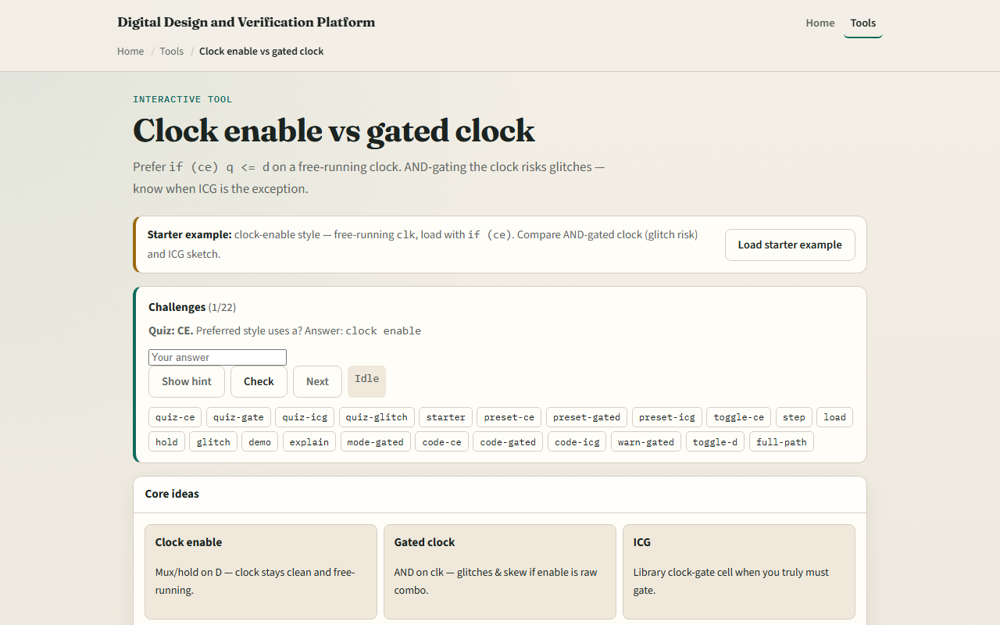 Digital Design and Verification Platform
Home Tools
Home / Tools / Clock enable vs gated clock
INTERACTIVE TOOL
Clock enable vs gated clock
Prefer if (ce) q <= d on a free-running clock. AND-gating the clock risks glitches —
know when ICG is the exception.
Starter example: clock-enable style — free-running clk, load with if (ce). Compare AND-gated clock (glitch risk)
and ICG sketch.
Load starter example
Challenges (1/22)
Quiz: CE. Preferred style uses a? Answer: clock enable
Your answer
Show hint Check Next Idle
quiz-ce quiz-gate quiz-icg quiz-glitch starter preset-ce preset-gated preset-icg toggle-ce step load
hold glitch demo explain mode-gated code-ce code-gated code-icg warn-gated toggle-d full-path
Core ideas
Clock enable
Mux/hold on D — clock stays clean and free-
running.
Gated clock
AND on clk — glitches & skew if enable is raw
combo.
ICG
Library clock-gate cell when you truly must
gate.